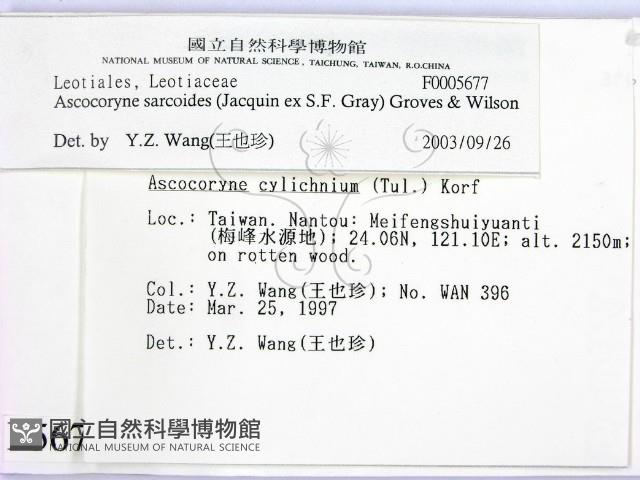 國立自然科學博物館
NATIONAL MUSEUM OF NATURAL SCIENCE, TAICHUNG, TAIWAN, R.O.CHINA
Leotiales, Leotiaceae F0005677
Ascocoryne sarcoides (Jacquin ex S.F. Gray) Groves & Wilson
Det. by Y.Z. Wang(王也珍) 2003/09/26
Ascocoryne cylichnium (Tul.) Korf
Loc.: Taiwan. Nantou: Meifengshuiyuanti
(梅峰水源地); 24.06N, 121.10E; alt. 2150m;
on rotten wood.
Col.: Y.Z. Wang(王也珍); No. WAN 396
Date: Mar. 25, 1997
Det.: Y.Z. Wang(王也珍)
國立自然科學博物館
NATIONAL MUSEUM OF NATURAL SCIENCE